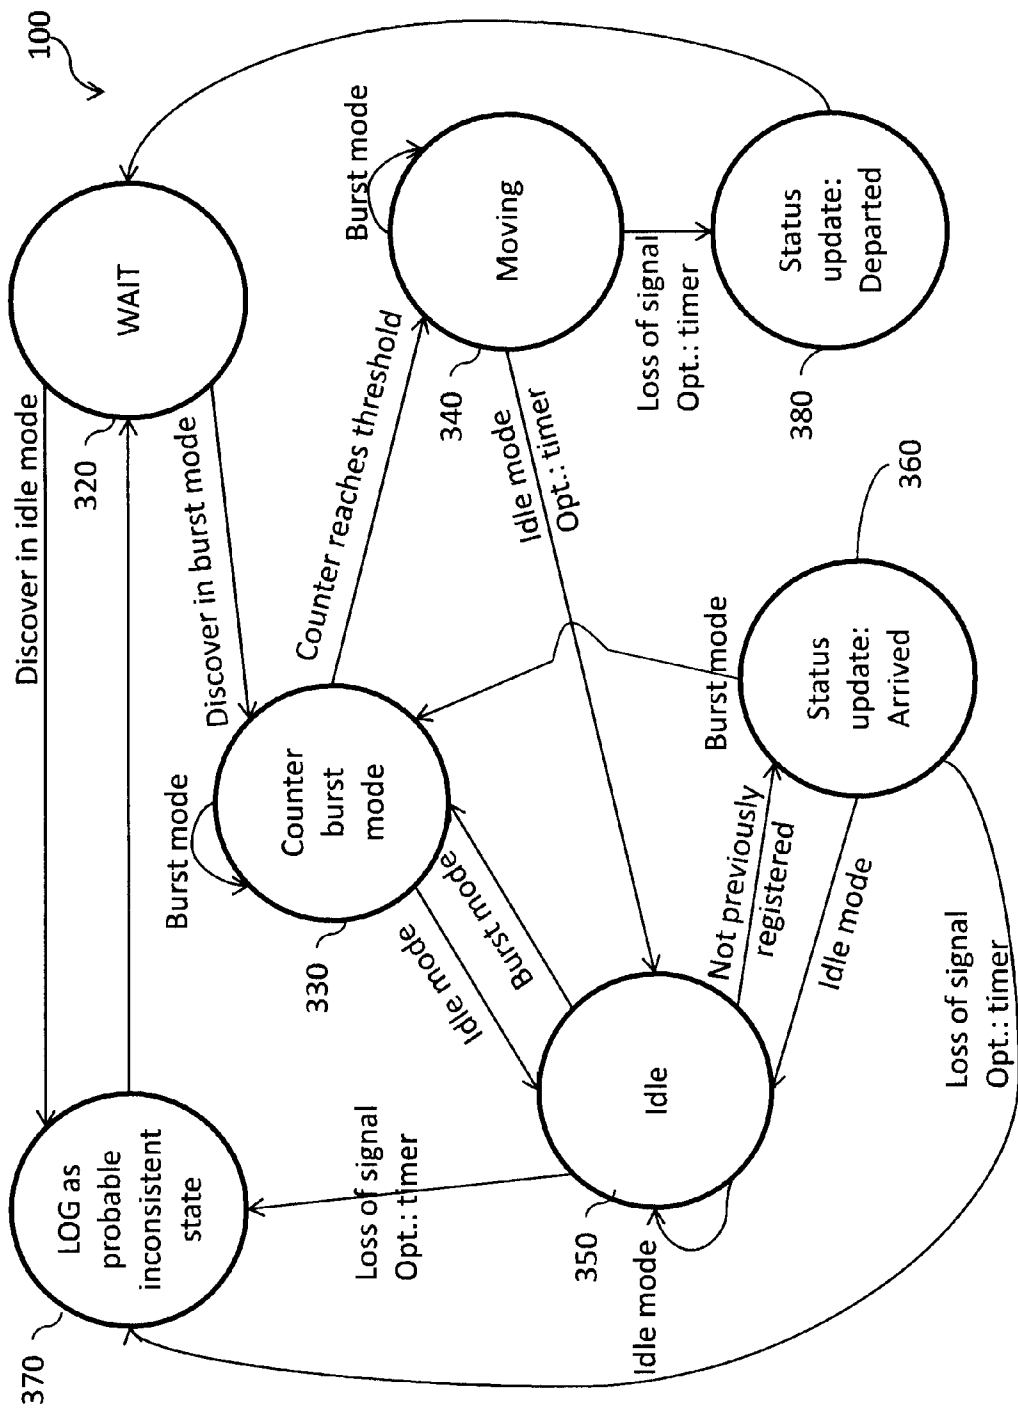 100
Discover in idle mode
LOG as
probable
inconsistent
state
370
WAIT
320
Discover in burst mode
Burst mode
Counter
burst
mode
330
Counter reaches threshold
Burst mode
Moving
340
Idle mode
Opt.: timer
Loss of signal
Opt.: timer
Status
update:
Departed
380
Idle mode
Burst mode
Loss of signal
Opt.: timer
Idle
350
Idle mode
Not previously
registered
Idle mode
Burst mode
Status
update:
Arrived
360
Loss of signal
Opt.: timer